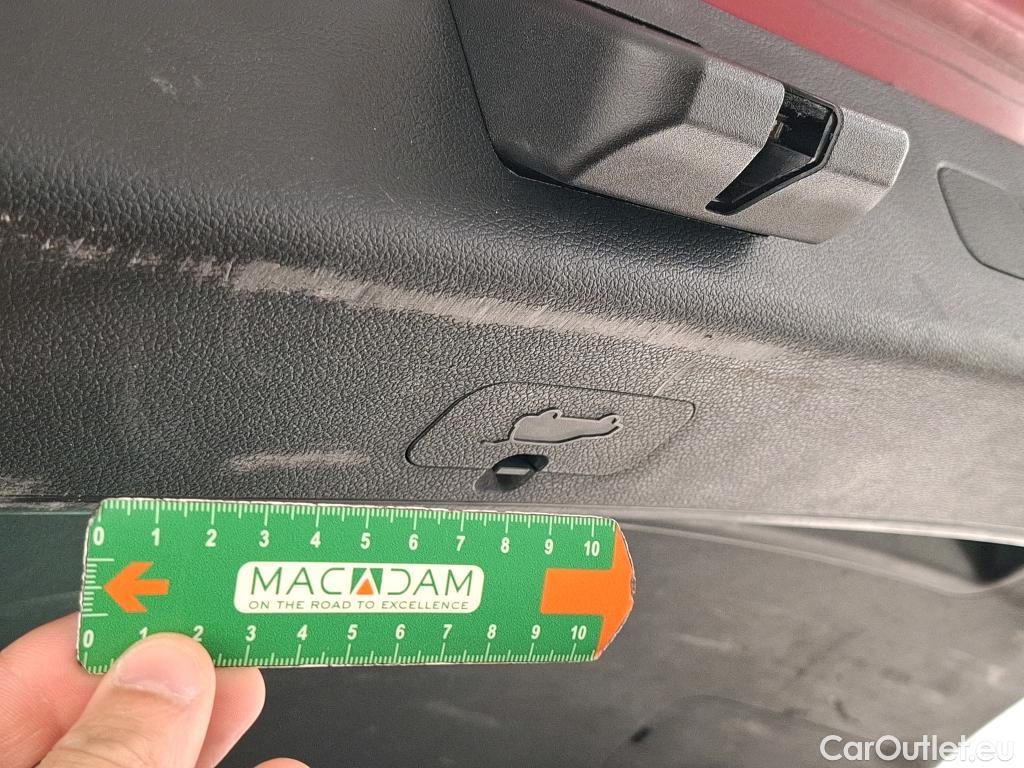 0 1 2 3 4 5 6 7 8 9 10
MACADAM
ON THE ROAD TO EXCELLENCE
0 1 2 3 4 5 6 7 8 9 10
CarOutlet.eu